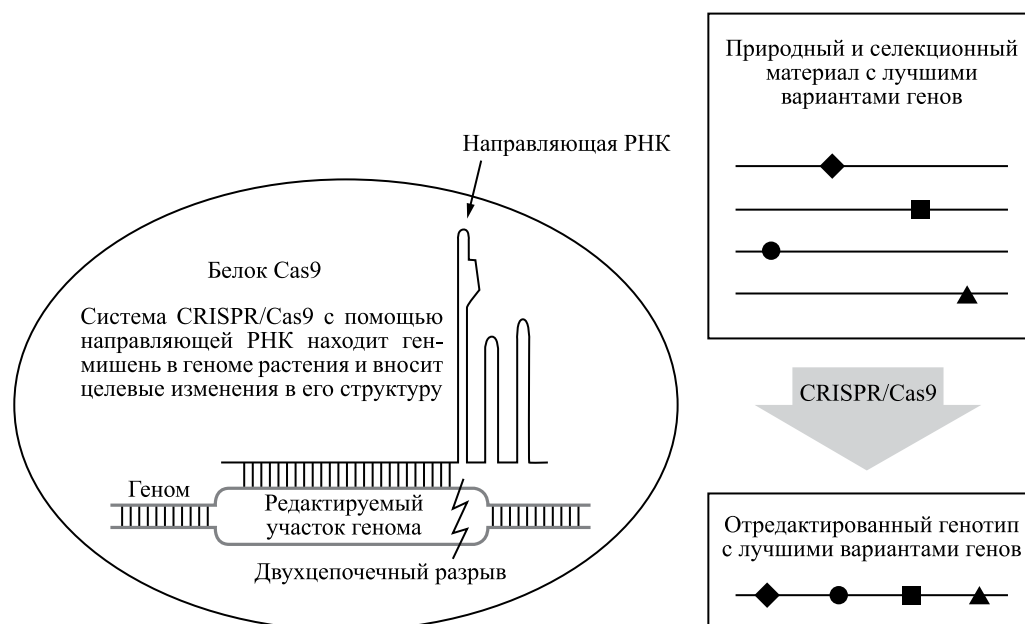 Направляющая РНК
Белок Cas9
Система CRISPR/Cas9 с помощью
направляющей РНК находит ген-
мишень в геноме растения и вносит
целевые изменения в его структуру
Геном
Редактируемый
участок генома
Двухцепочечный разрыв
Природный и селекционный
материал с лучшими
вариантами генов
CRISPR/Cas9
Отредактированный генотип
с лучшими вариантами генов